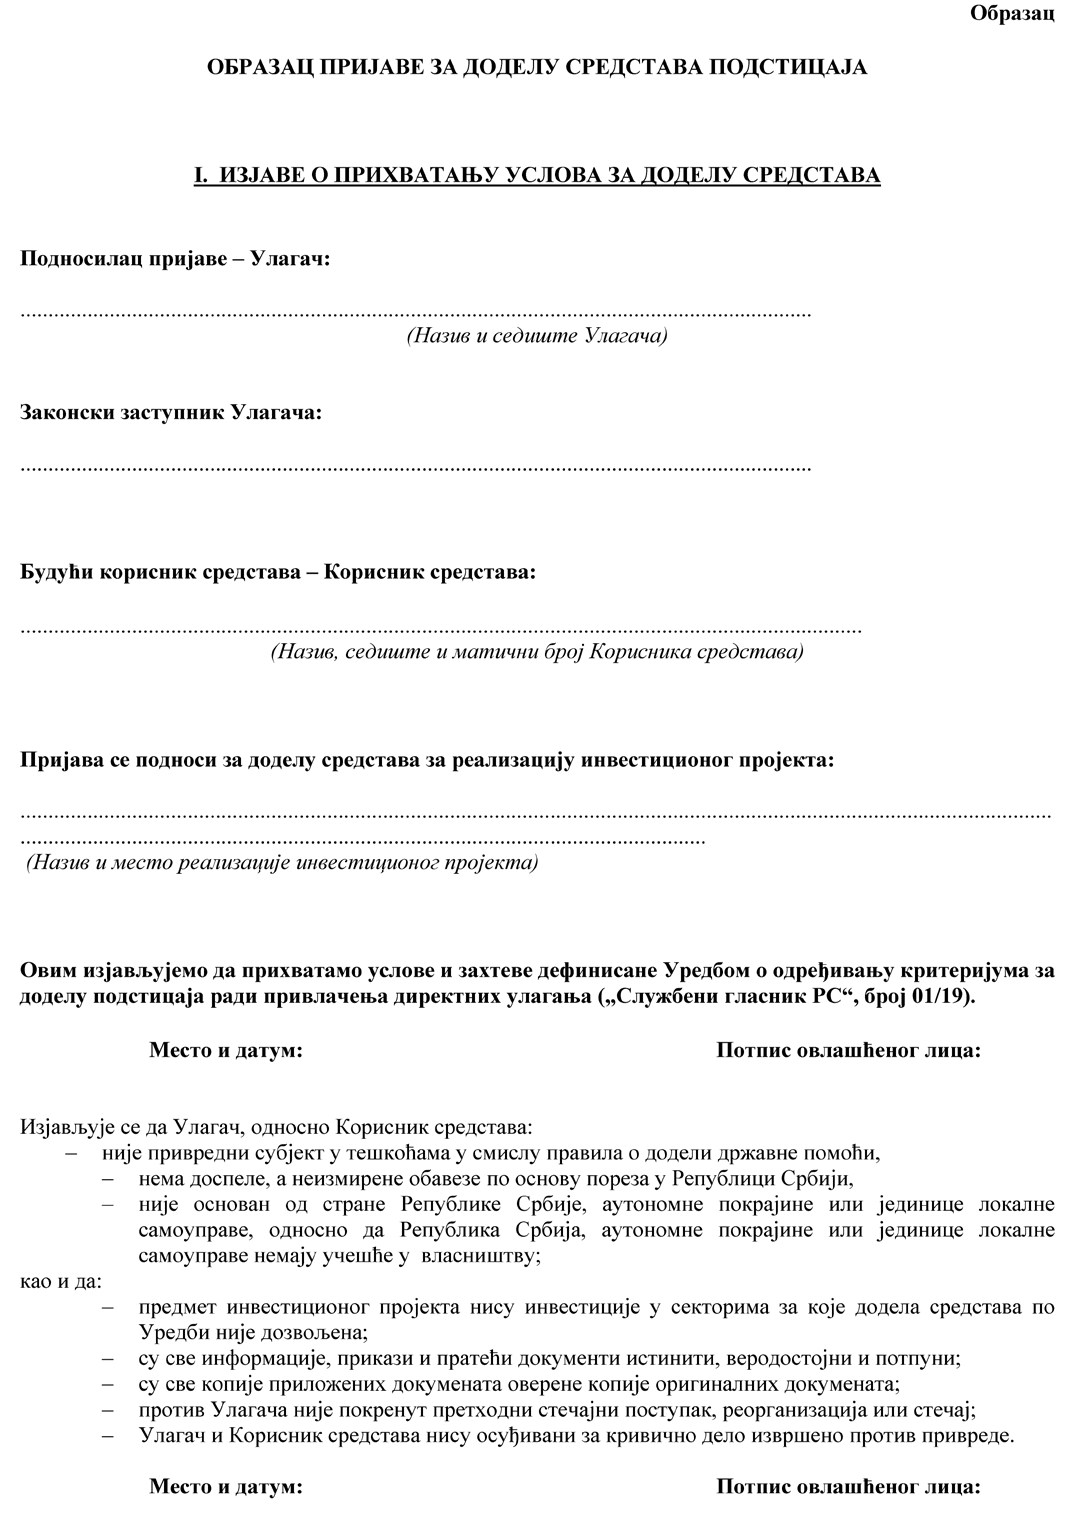 Образац
ОБРАЗАЦ ПРИЈАВЕ ЗА ДОДЕЛУ СРЕДСТАВА ПОДСТИЦАЈА
I. ИЗЈАВЕ О ПРИХВАТАЊУ УСЛОВА ЗА ДОДЕЛУ СРЕДСТАВА
Подносилац пријаве – Улагач:
.............................................................................................................................................
(Назив и седиште Улагача)
Законски заступник Улагача:
.............................................................................................................................................
Будући корисник средстава – Корисник средстава:
......................................................................................................................................................
(Назив, седиште и матични број Корисника средстава)
Пријава се подноси за доделу средстава за реализацију инвестиционог пројекта:
........................................................................................................................................................................................
..........................................................................................................................
(Назив и место реализације инвестиционог пројекта)
Овим изјављујемо да прихватамо услове и захтеве дефинисане Уредбом о одређивању критеријума за
доделу подстицаја ради привлачења директних улагања („Службени гласник РС“, број 01/19).
Место и датум: Потпис овлашћеног лица:
Изјављује се да Улагач, односно Корисник средстава:
– није привредни субјект у тешкоћама у смислу правила о додели државне помоћи,
– нема доспеле, а неизмирене обавезе по основу пореза у Републици Србији,
– није основан од стране Републике Србије, аутономне покрајине или јединице локалне
самоуправе, односно да Република Србија, аутономне покрајине или јединице локалне
самоуправе немају учешће у власништву;
као и да:
– предмет инвестиционог пројекта нису инвестиције у секторима за које додела средстава по
Уредби није дозвољена;
– су све информације, прикази и пратећи документи истинити, веродостојни и потпуни;
– су све копије приложених докумената оверене копије оригиналних докумената;
– против Улагача није покренут претходни стечајни поступак, реорганизација или стечај;
– Улагач и Корисник средстава нису осуђивани за кривично дело извршено против привреде.
Место и датум: Потпис овлашћеног лица: